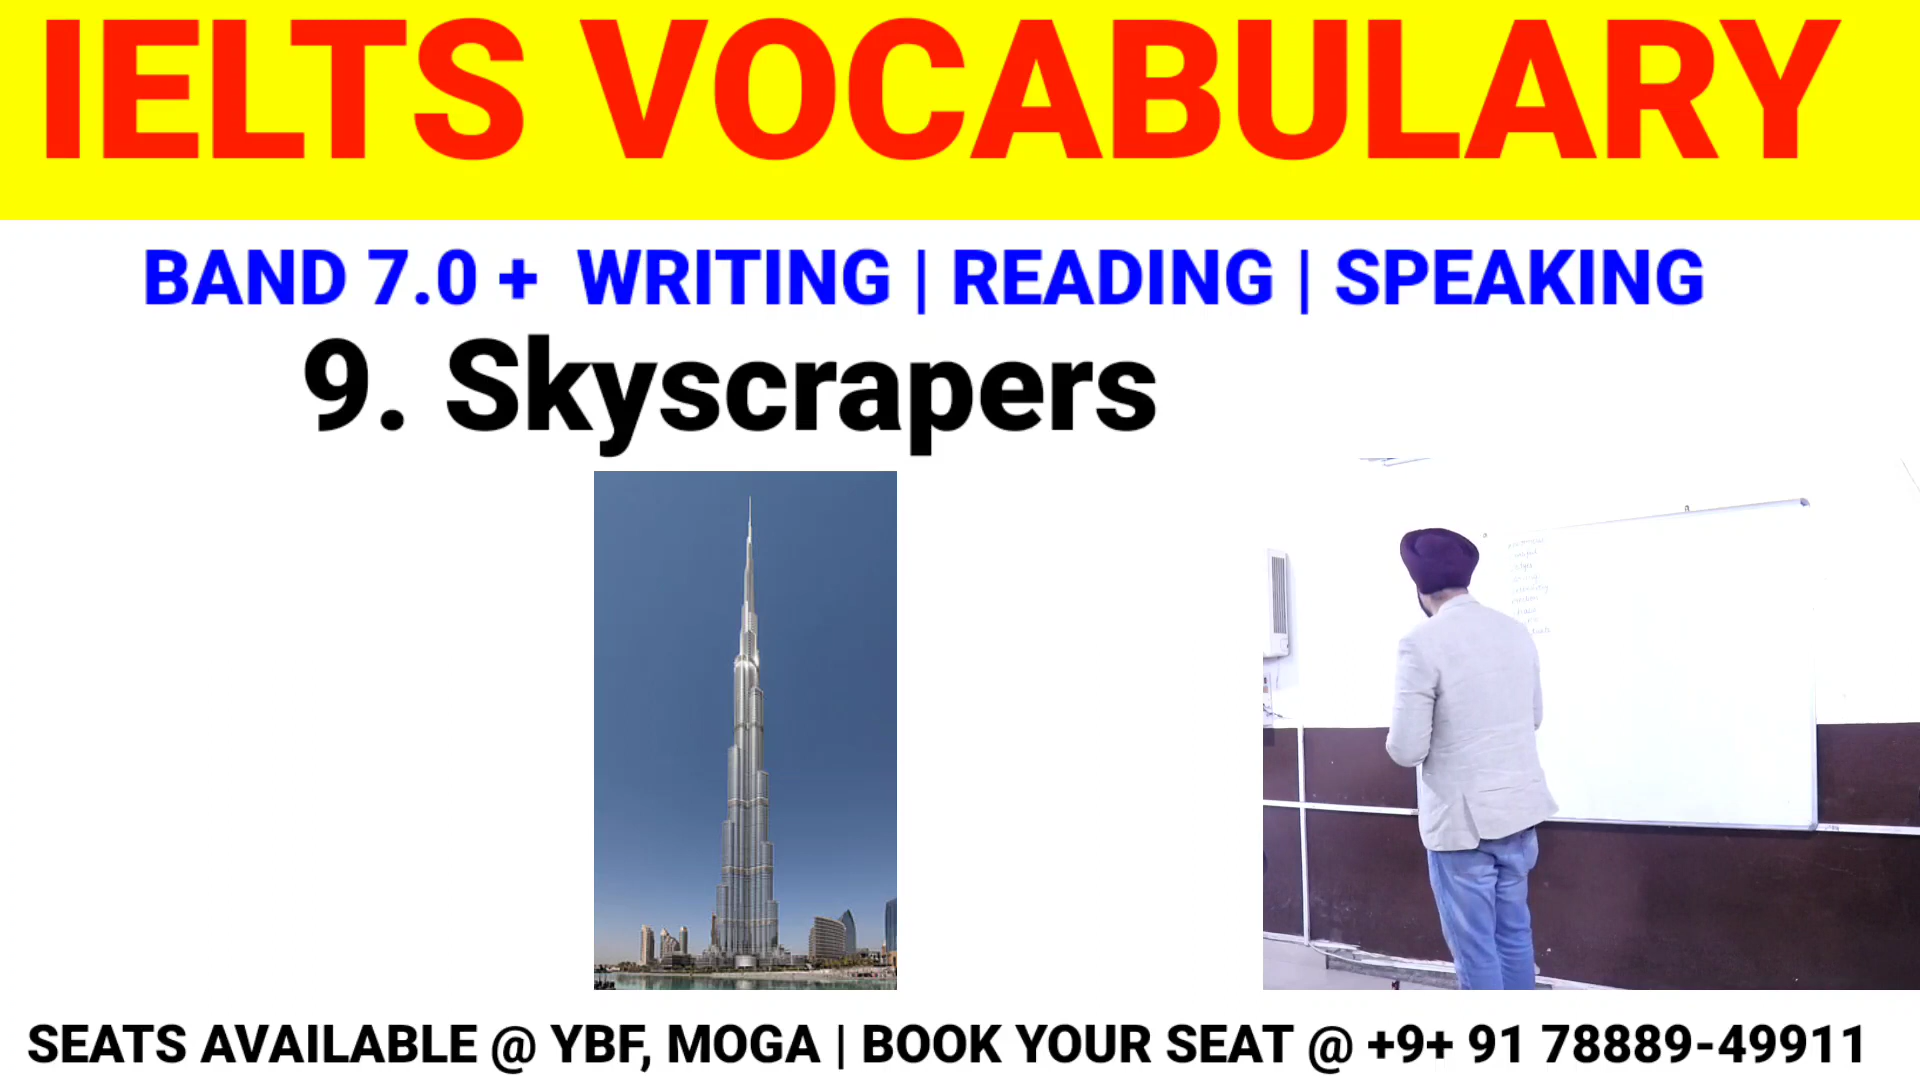 IELTS VOCABULARY
BAND 7.0 + WRITING | READING | SPEAKING
9. Skyscrapers
SEATS AVAILABLE @ YBF, MOGA | BOOK YOUR SEAT @ +9+ 91 78889-49911